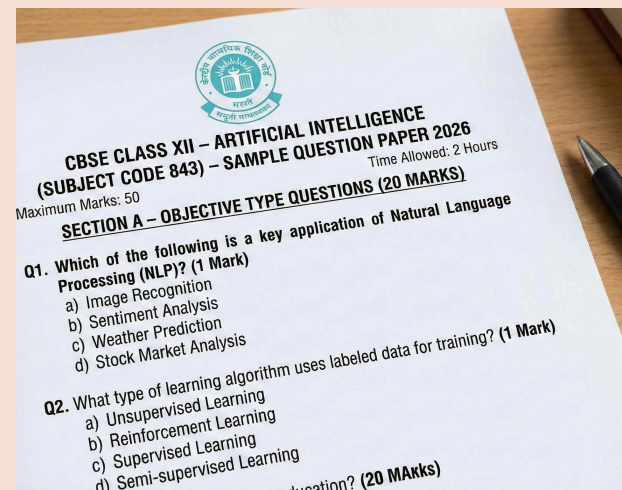 केन्द्रीय माध्यमिक शिक्षा बोर्ड
CBSE CLASS XII – ARTIFICIAL INTELLIGENCE
(SUBJECT CODE 843) – SAMPLE QUESTION PAPER 2026
Maximum Marks: 50 Time Allowed: 2 Hours
SECTION A – OBJECTIVE TYPE QUESTIONS (20 MARKS)
Q1. Which of the following is a key application of Natural Language
Processing (NLP)? (1 Mark)
a) Image Recognition
b) Sentiment Analysis
c) Weather Prediction
d) Stock Market Analysis
Q2. What type of learning algorithm uses labeled data for training? (1 Mark)
a) Unsupervised Learning
b) Reinforcement Learning
c) Supervised Learning
d) Semi-supervised Learning
(20 MAʀks)